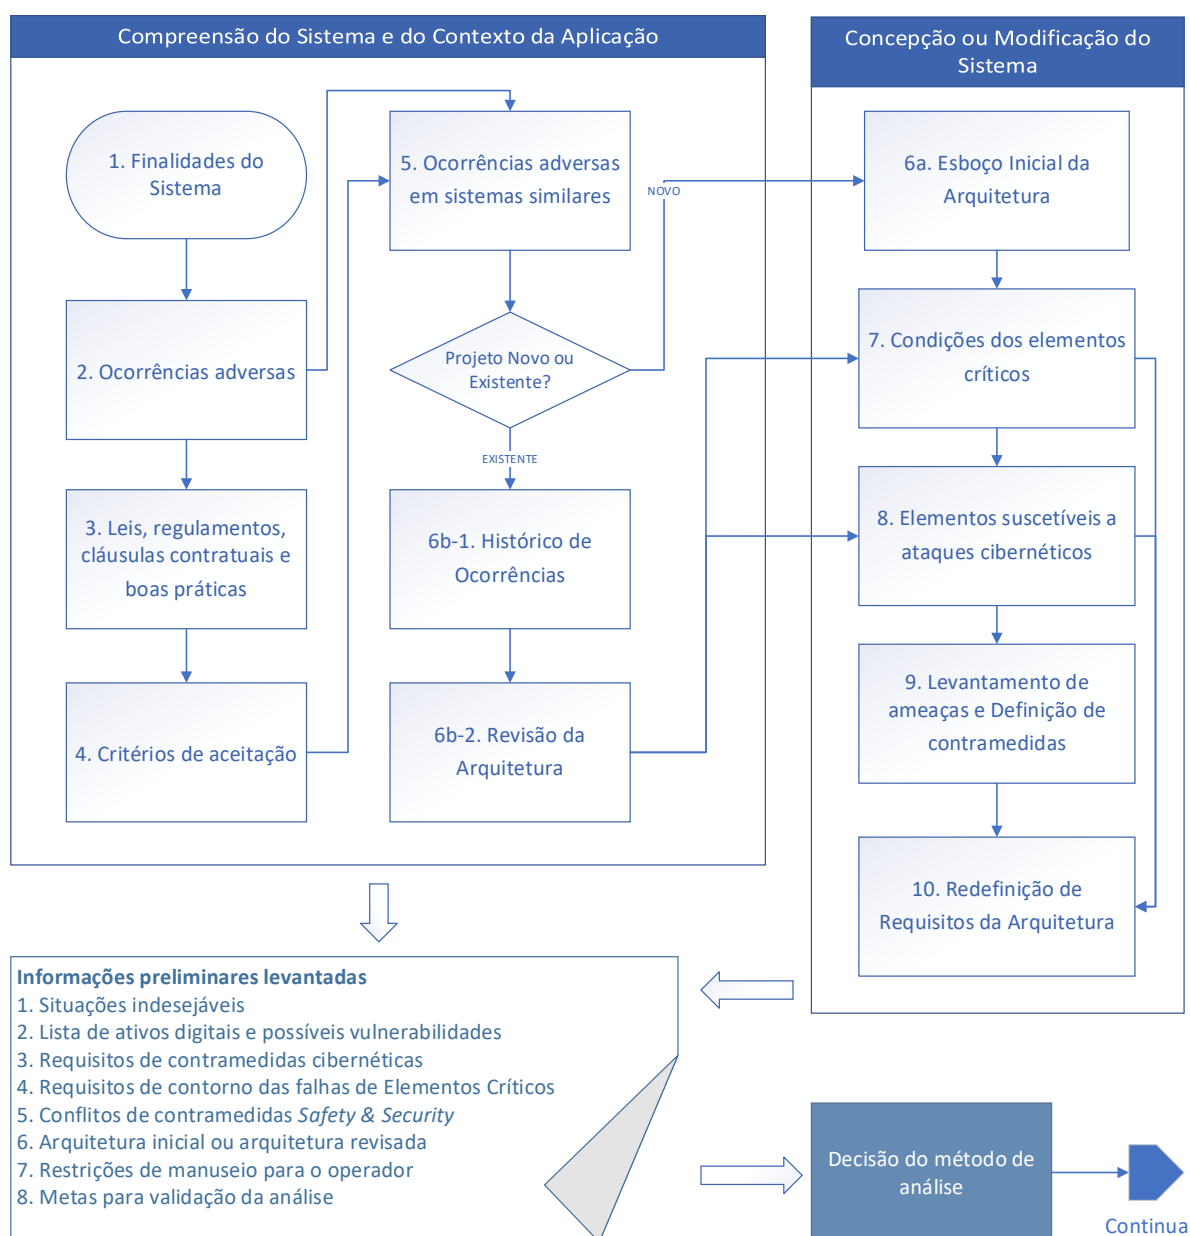 Compreensão do Sistema e do Contexto da Aplicação
1. Finalidades do
Sistema
2. Ocorrências adversas
3. Leis, regulamentos,
cláusulas contratuais e
boas práticas
4. Critérios de aceitação
5. Ocorrências adversas
em sistemas similares
Projeto Novo ou
Existente?
NOVO
EXISTENTE
6b-1. Histórico de
Ocorrências
6b-2. Revisão da
Arquitetura
Concepção ou Modificação do
Sistema
6a. Esboço Inicial da
Arquitetura
7. Condições dos elementos
críticos
8. Elementos suscetíveis a
ataques cibernéticos
9. Levantamento de
ameaças e Definição de
contramedidas
10. Redefinição de
Requisitos da Arquitetura
Informações preliminares levantadas
1. Situações indesejáveis
2. Lista de ativos digitais e possíveis vulnerabilidades
3. Requisitos de contramedidas cibernéticas
4. Requisitos de contorno das falhas de Elementos Críticos
5. Conflitos de contramedidas Safety & Security
6. Arquitetura inicial ou arquitetura revisada
7. Restrições de manuseio para o operador
8. Metas para validação da análise
Decisão do método de
análise
Continua